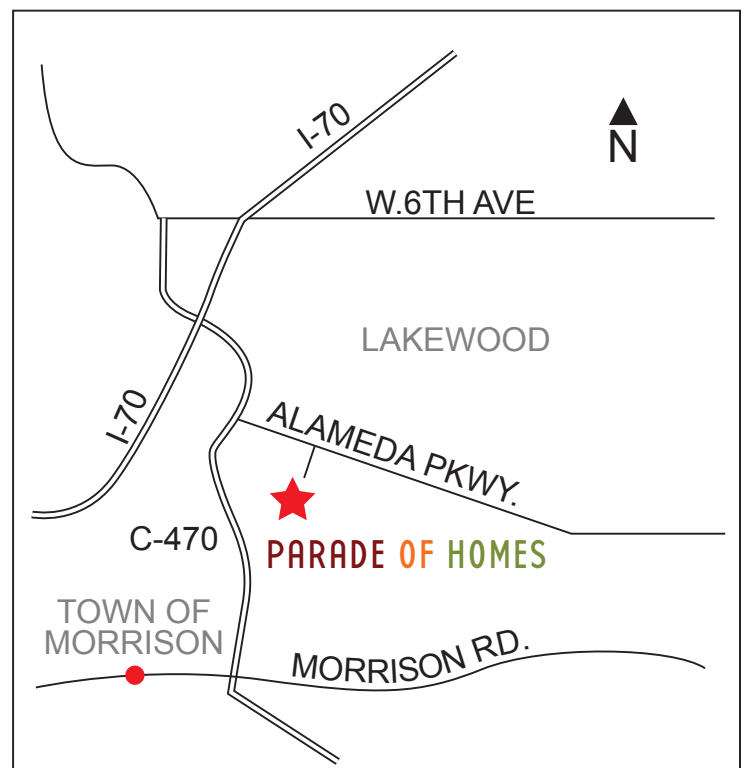 I-70
N
W.6TH AVE
LAKEWOOD
I-70
ALAMEDA PKWY.
C-470
PARADE OF HOMES
TOWN OF
MORRISON
MORRISON RD.